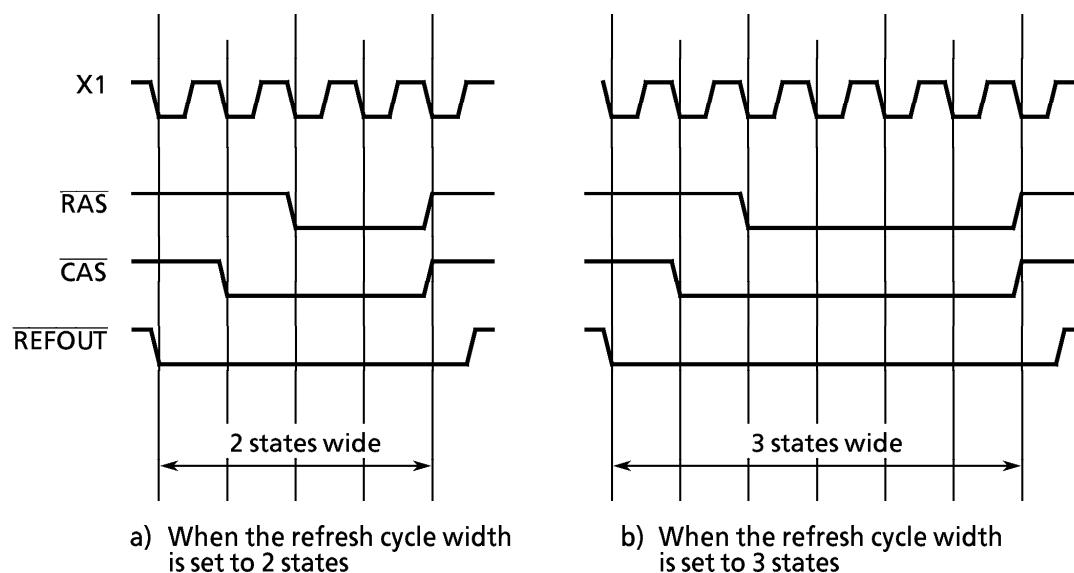 X1
RAS
CAS
REFOUT
2 states wide
3 states wide
a) When the refresh cycle width
is set to 2 states
b) When the refresh cycle width
is set to 3 states